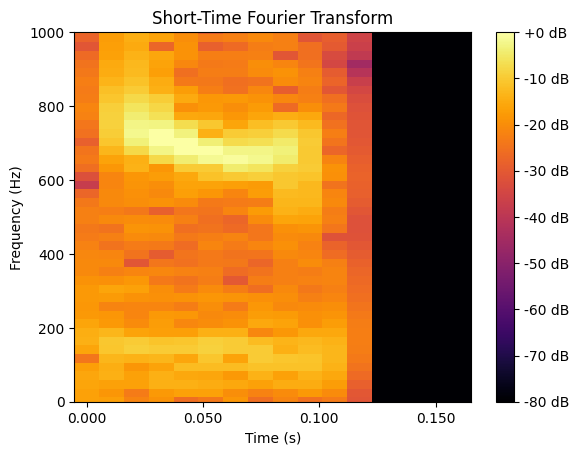 Short-Time Fourier Transform
1000
800
600
400
200
0
Frequency (Hz)
0.000
0.050
0.100
0.150
Time (s)
+0 dB
-10 dB
-20 dB
-30 dB
-40 dB
-50 dB
-60 dB
-70 dB
-80 dB